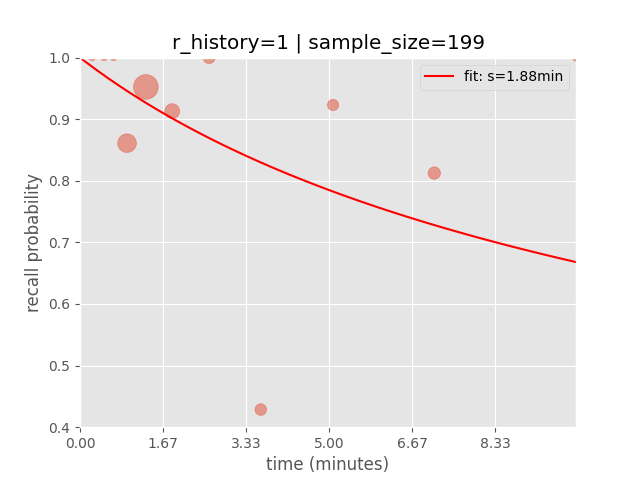 r_history=1 | sample_size=199
fit: s=1.88min
recall probability
1.0
0.9
0.8
0.7
0.6
0.5
0.4
0.00 1.67 3.33 5.00 6.67 8.33
time (minutes)